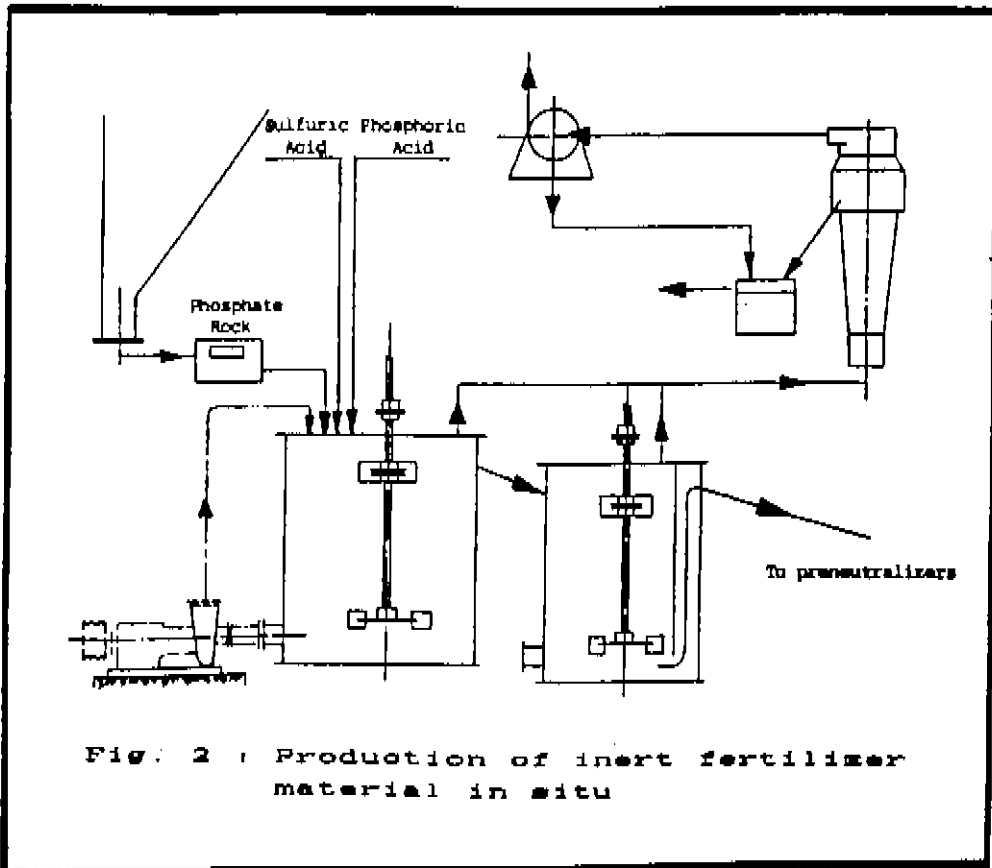 Sulfuric Phosphoric
Acid Acid
Phosphate
Rock
To preneutralizers
Fig. 2 : Production of inert fertilizer
material in situ